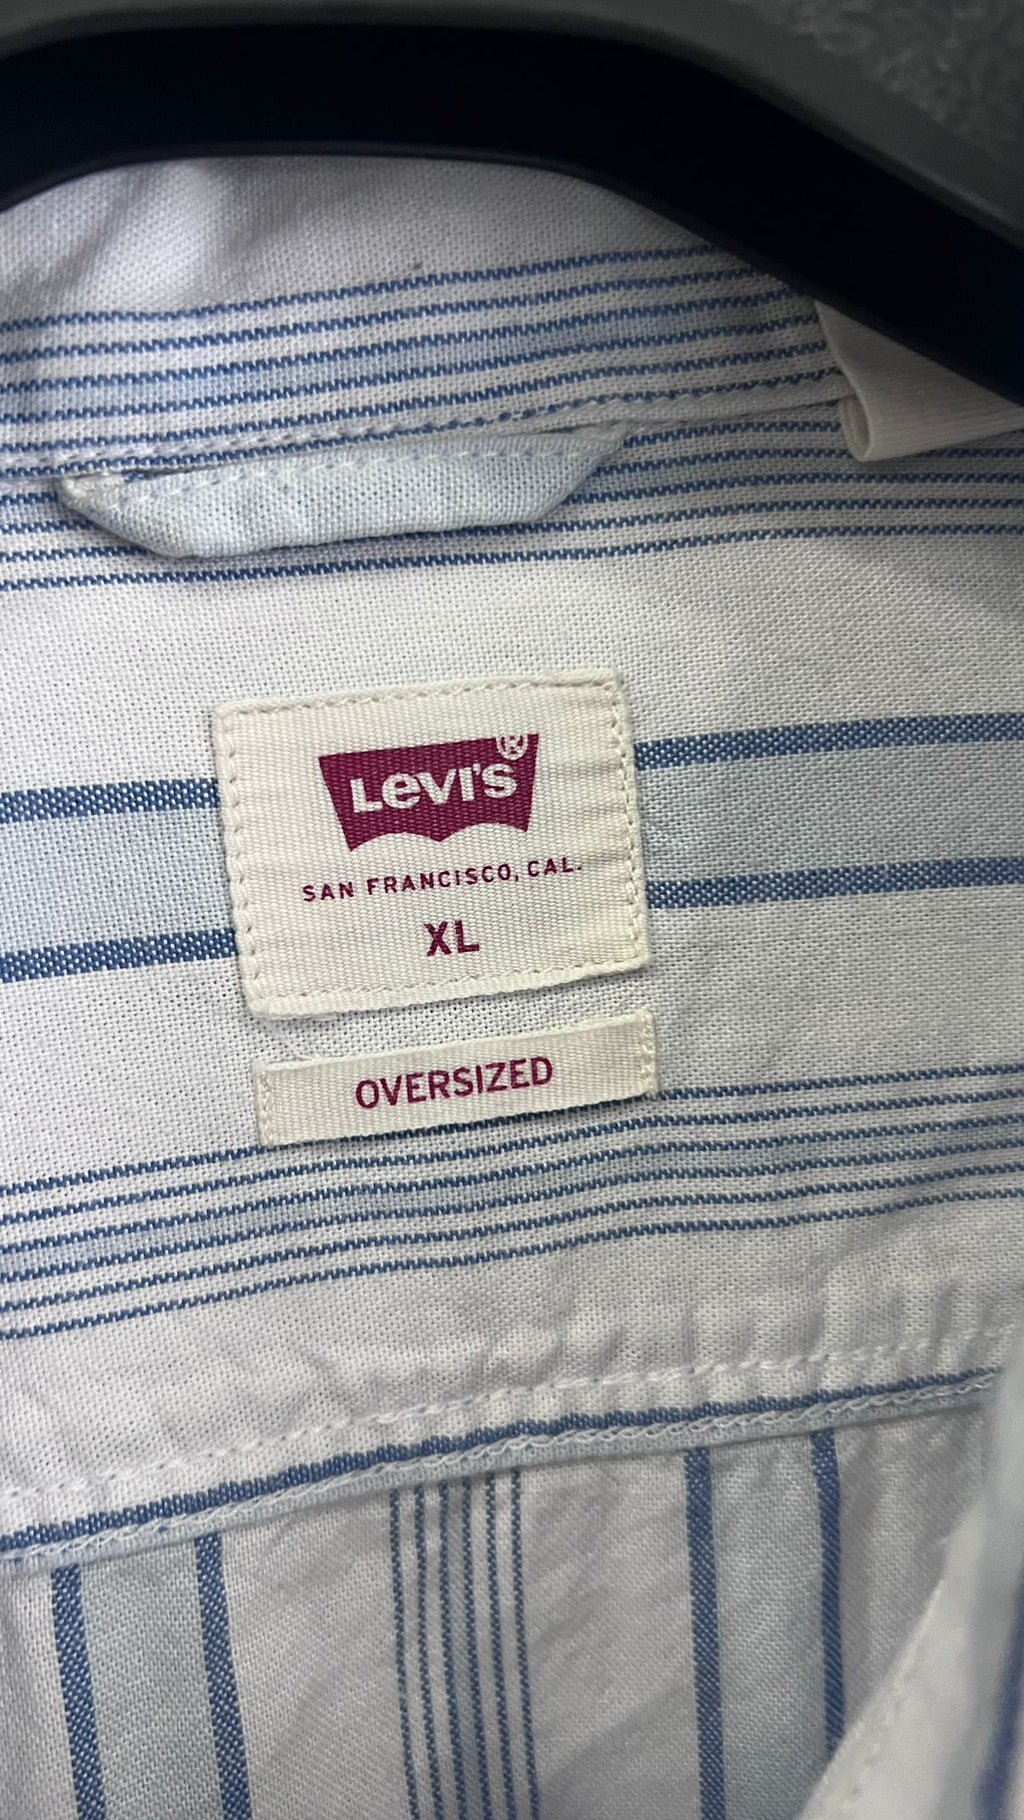 Levi's®
SAN FRANCISCO, CAL.
XL
OVERSIZED